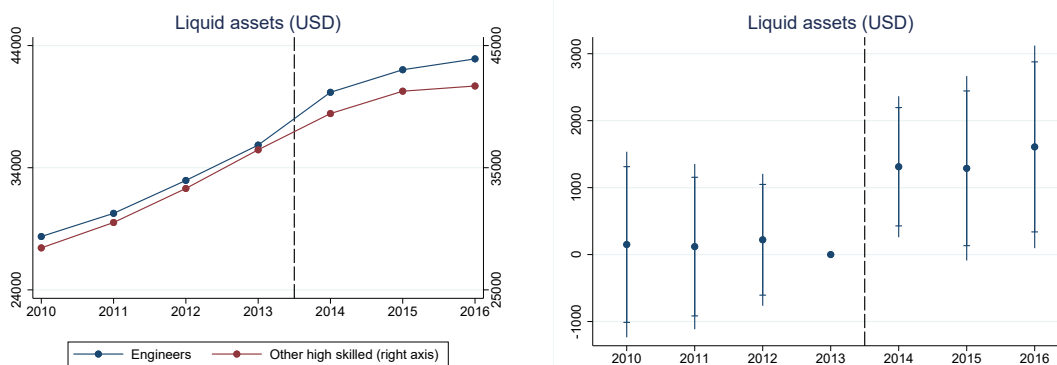 Liquid assets (USD)
44000
34000
24000
45000
35000
25000
2010 2011 2012 2013 2014 2015 2016
Engineers Other high skilled (right axis)
Liquid assets (USD)
3000
2000
1000
0
-1000
2010 2011 2012 2013 2014 2015 2016